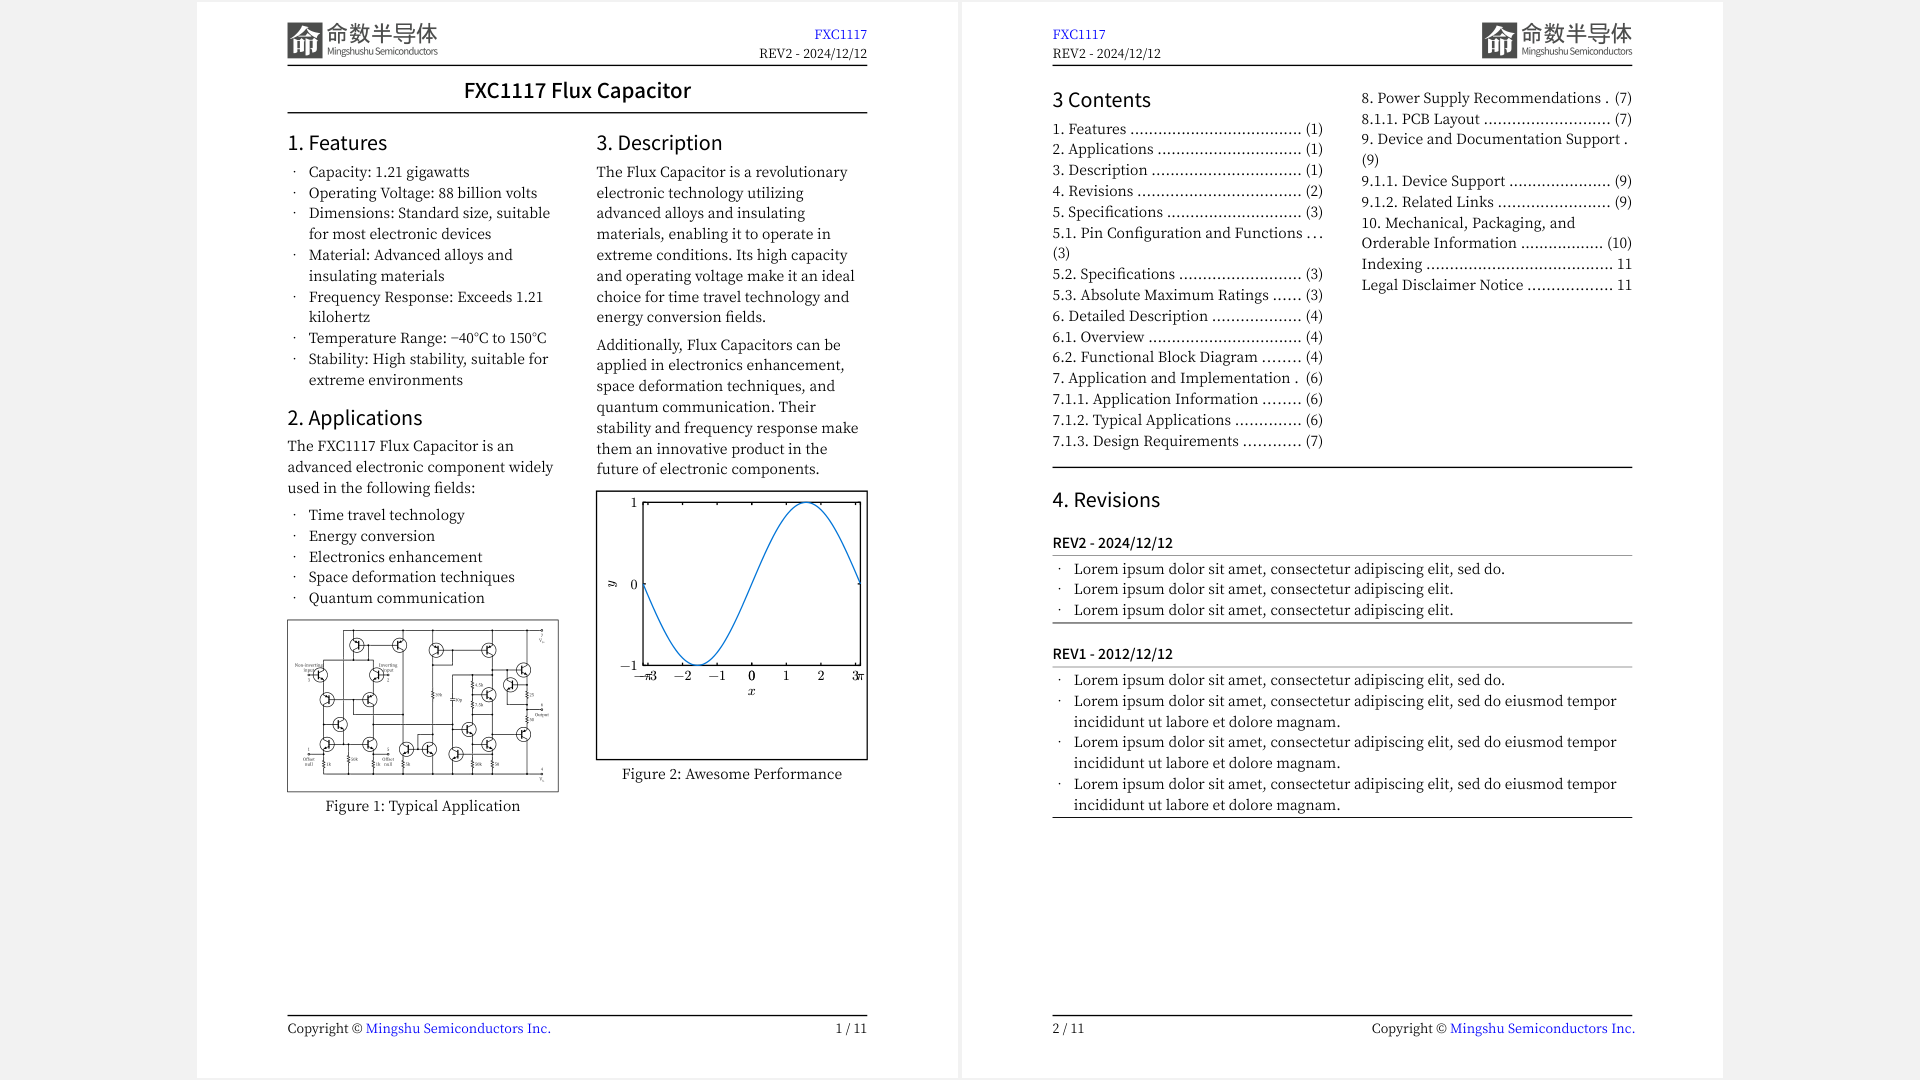 命数半导体
Mingshushu Semiconductors
FXC1117
REV2 - 2024/12/12
FXC1117 Flux Capacitor
1. Features
· Capacity: 1.21 gigawatts
· Operating Voltage: 88 billion volts
· Dimensions: Standard size, suitable
for most electronic devices
· Material: Advanced alloys and
insulating materials
· Frequency Response: Exceeds 1.21
kilohertz
· Temperature Range: −40°C to 150°C
· Stability: High stability, suitable for
extreme environments
2. Applications
The FXC1117 Flux Capacitor is an
advanced electronic component widely
used in the following fields:
· Time travel technology
· Energy conversion
· Electronics enhancement
· Space deformation techniques
· Quantum communication
Non-inverting
input
Inverting
input
Output
Offset
null
Offset
null
Figure 1: Typical Application
3. Description
The Flux Capacitor is a revolutionary
electronic technology utilizing
advanced alloys and insulating
materials, enabling it to operate in
extreme conditions. Its high capacity
and operating voltage make it an ideal
choice for time travel technology and
energy conversion fields.
Additionally, Flux Capacitors can be
applied in electronics enhancement,
space deformation techniques, and
quantum communication. Their
stability and frequency response make
them an innovative product in the
future of electronic components.
1
y
0
−1
−π −3 −2 −1 0 1 2 3 π
x
Figure 2: Awesome Performance
Copyright © Mingshu Semiconductors Inc.
1 / 11
FXC1117
REV2 - 2024/12/12
命数半导体
Mingshushu Semiconductors
3 Contents
1. Features ..................................... (1)
2. Applications ............................... (1)
3. Description ................................. (1)
4. Revisions ................................... (2)
5. Specifications ............................. (3)
5.1. Pin Configuration and Functions ...
(3)
5.2. Specifications .......................... (3)
5.3. Absolute Maximum Ratings ...... (3)
6. Detailed Description ................... (4)
6.1. Overview ................................. (4)
6.2. Functional Block Diagram ........ (4)
7. Application and Implementation . (6)
7.1.1. Application Information ........ (6)
7.1.2. Typical Applications .............. (6)
7.1.3. Design Requirements ............ (7)
8. Power Supply Recommendations . (7)
8.1.1. PCB Layout ........................... (7)
9. Device and Documentation Support .
(9)
9.1.1. Device Support ...................... (9)
9.1.2. Related Links ........................ (9)
10. Mechanical, Packaging, and
Orderable Information ................. (10)
Indexing ........................................ 11
Legal Disclaimer Notice .................. 11
4. Revisions
REV2 - 2024/12/12
· Lorem ipsum dolor sit amet, consectetur adipiscing elit, sed do.
· Lorem ipsum dolor sit amet, consectetur adipiscing elit.
· Lorem ipsum dolor sit amet, consectetur adipiscing elit.
REV1 - 2012/12/12
· Lorem ipsum dolor sit amet, consectetur adipiscing elit, sed do.
· Lorem ipsum dolor sit amet, consectetur adipiscing elit, sed do eiusmod tempor
incididunt ut labore et dolore magnam.
· Lorem ipsum dolor sit amet, consectetur adipiscing elit, sed do eiusmod tempor
incididunt ut labore et dolore magnam.
· Lorem ipsum dolor sit amet, consectetur adipiscing elit, sed do eiusmod tempor
incididunt ut labore et dolore magnam.
2 / 11
Copyright © Mingshu Semiconductors Inc.